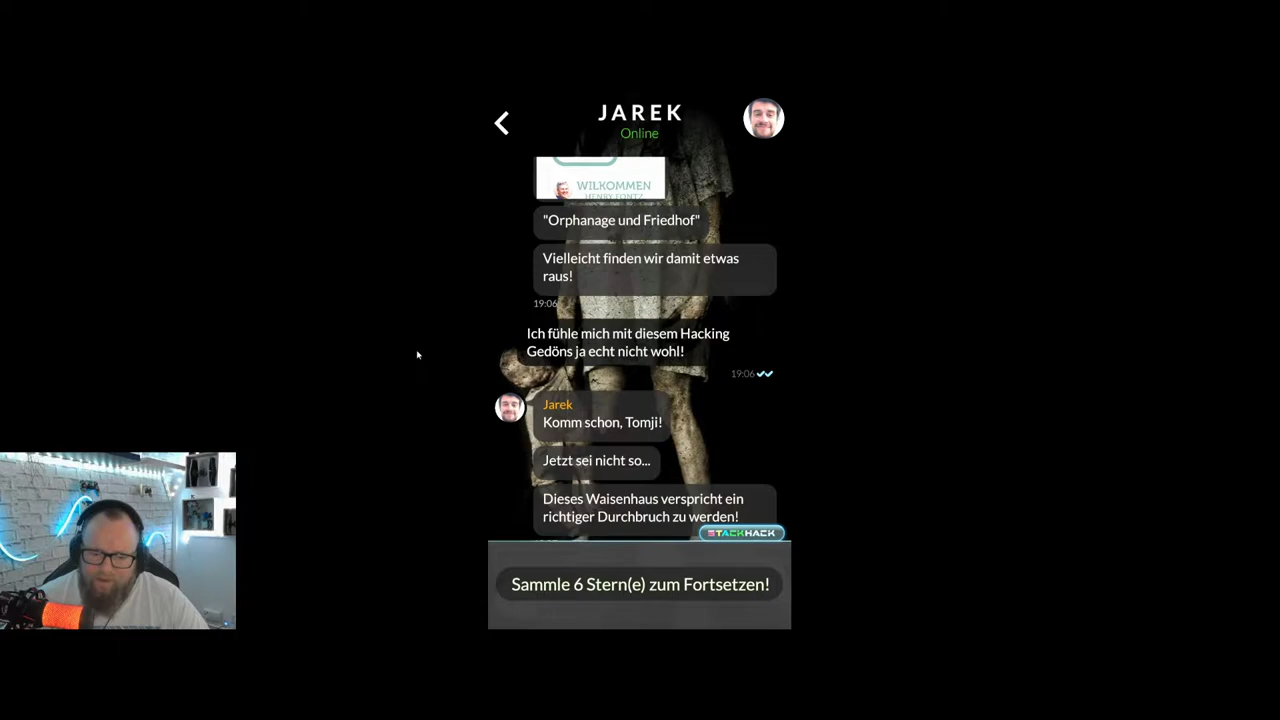 JAREK
Online
WILKOMMEN
HENRY FONTZ
"Orphanage und Friedhof"
Vielleicht finden wir damit etwas
raus!
19:06
Ich fühle mich mit diesem Hacking
Gedöns ja echt nicht wohl!
19:06
Jarek
Komm schon, Tomji!
Jetzt sei nicht so...
Dieses Waisenhaus verspricht ein
richtiger Durchbruch zu werden!
STACKHACK
Sammle 6 Stern(e) zum Fortsetzen!